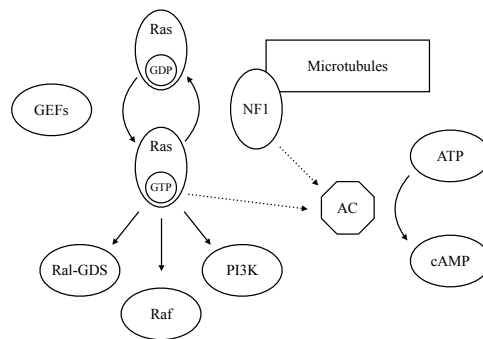 Ras
GDP
Microtubules
GEFs
NF1
Ras
GTP
ATP
AC
Ral-GDS
PI3K
cAMP
Raf